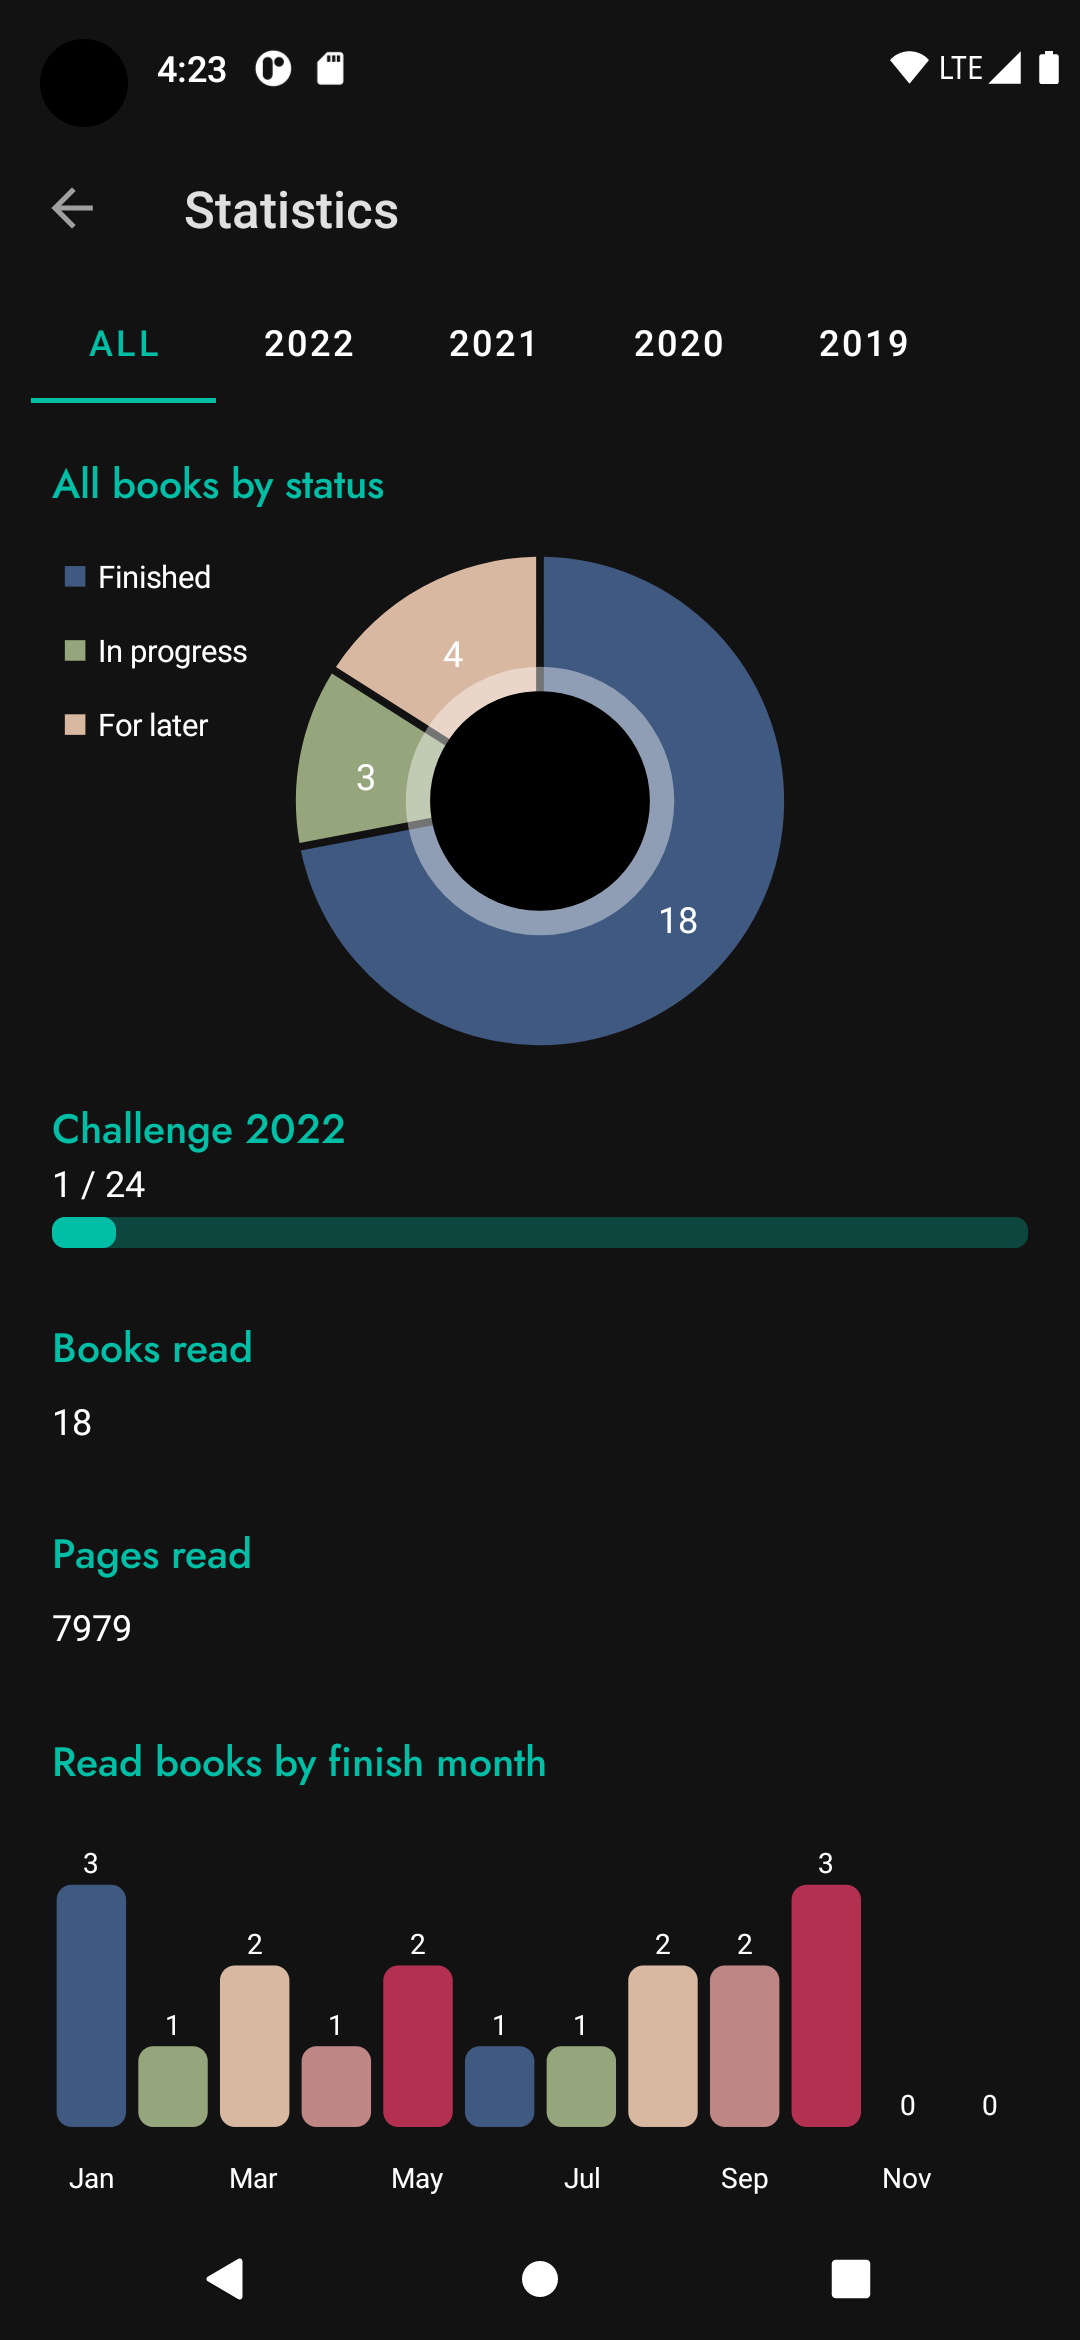 4:23 LTE
Statistics
ALL 2022 2021 2020 2019
All books by status
Finished
In progress
For later
4
3
18
Challenge 2022
1 / 24
Books read
18
Pages read
7979
Read books by finish month
3 1 2 1 2 1 1 2 2 3 0 0
Jan Mar May Jul Sep Nov